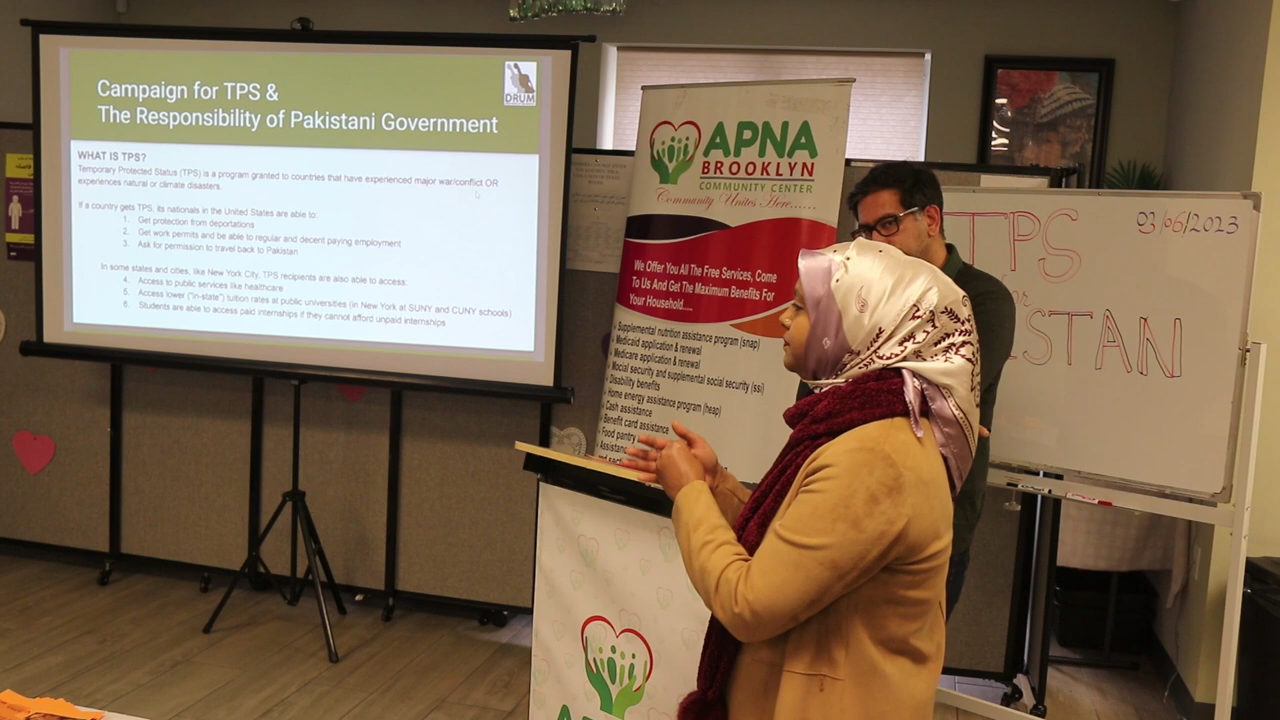 Campaign for TPS &
The Responsibility of Pakistani Government
DRUM
WHAT IS TPS?
Temporary Protected Status (TPS) is a program granted to countries that have experienced major war/conflict OR
experiences natural or climate disasters.
If a country gets TPS, its nationals in the United States are able to:
1. Get protection from deportations
2. Get work permits and be able to regular and decent paying employment
3. Ask for permission to travel back to Pakistan
In some states and cities, like New York City, TPS recipients are also able to access:
4. Access to public services like healthcare
5. Access lower ("in-state") tuition rates at public universities (in New York at SUNY and CUNY schools)
6. Students are able to access paid internships if they cannot afford unpaid internships
APNA
BROOKLYN
COMMUNITY CENTER
Community Unites Here......
We Offer You All The Free Services, Come
To Us And Get The Maximum Benefits For
Your Household....
Supplemental nutrition assistance program (snap)
Medicaid application & renewal
Medicare application & renewal
Mocial security and supplemental social security (ssi)
Disability benefits
Home energy assistance program (heap)
Cash assistance
Benefit card assistance
Food pantry
TPS
03/06/2023
STAN